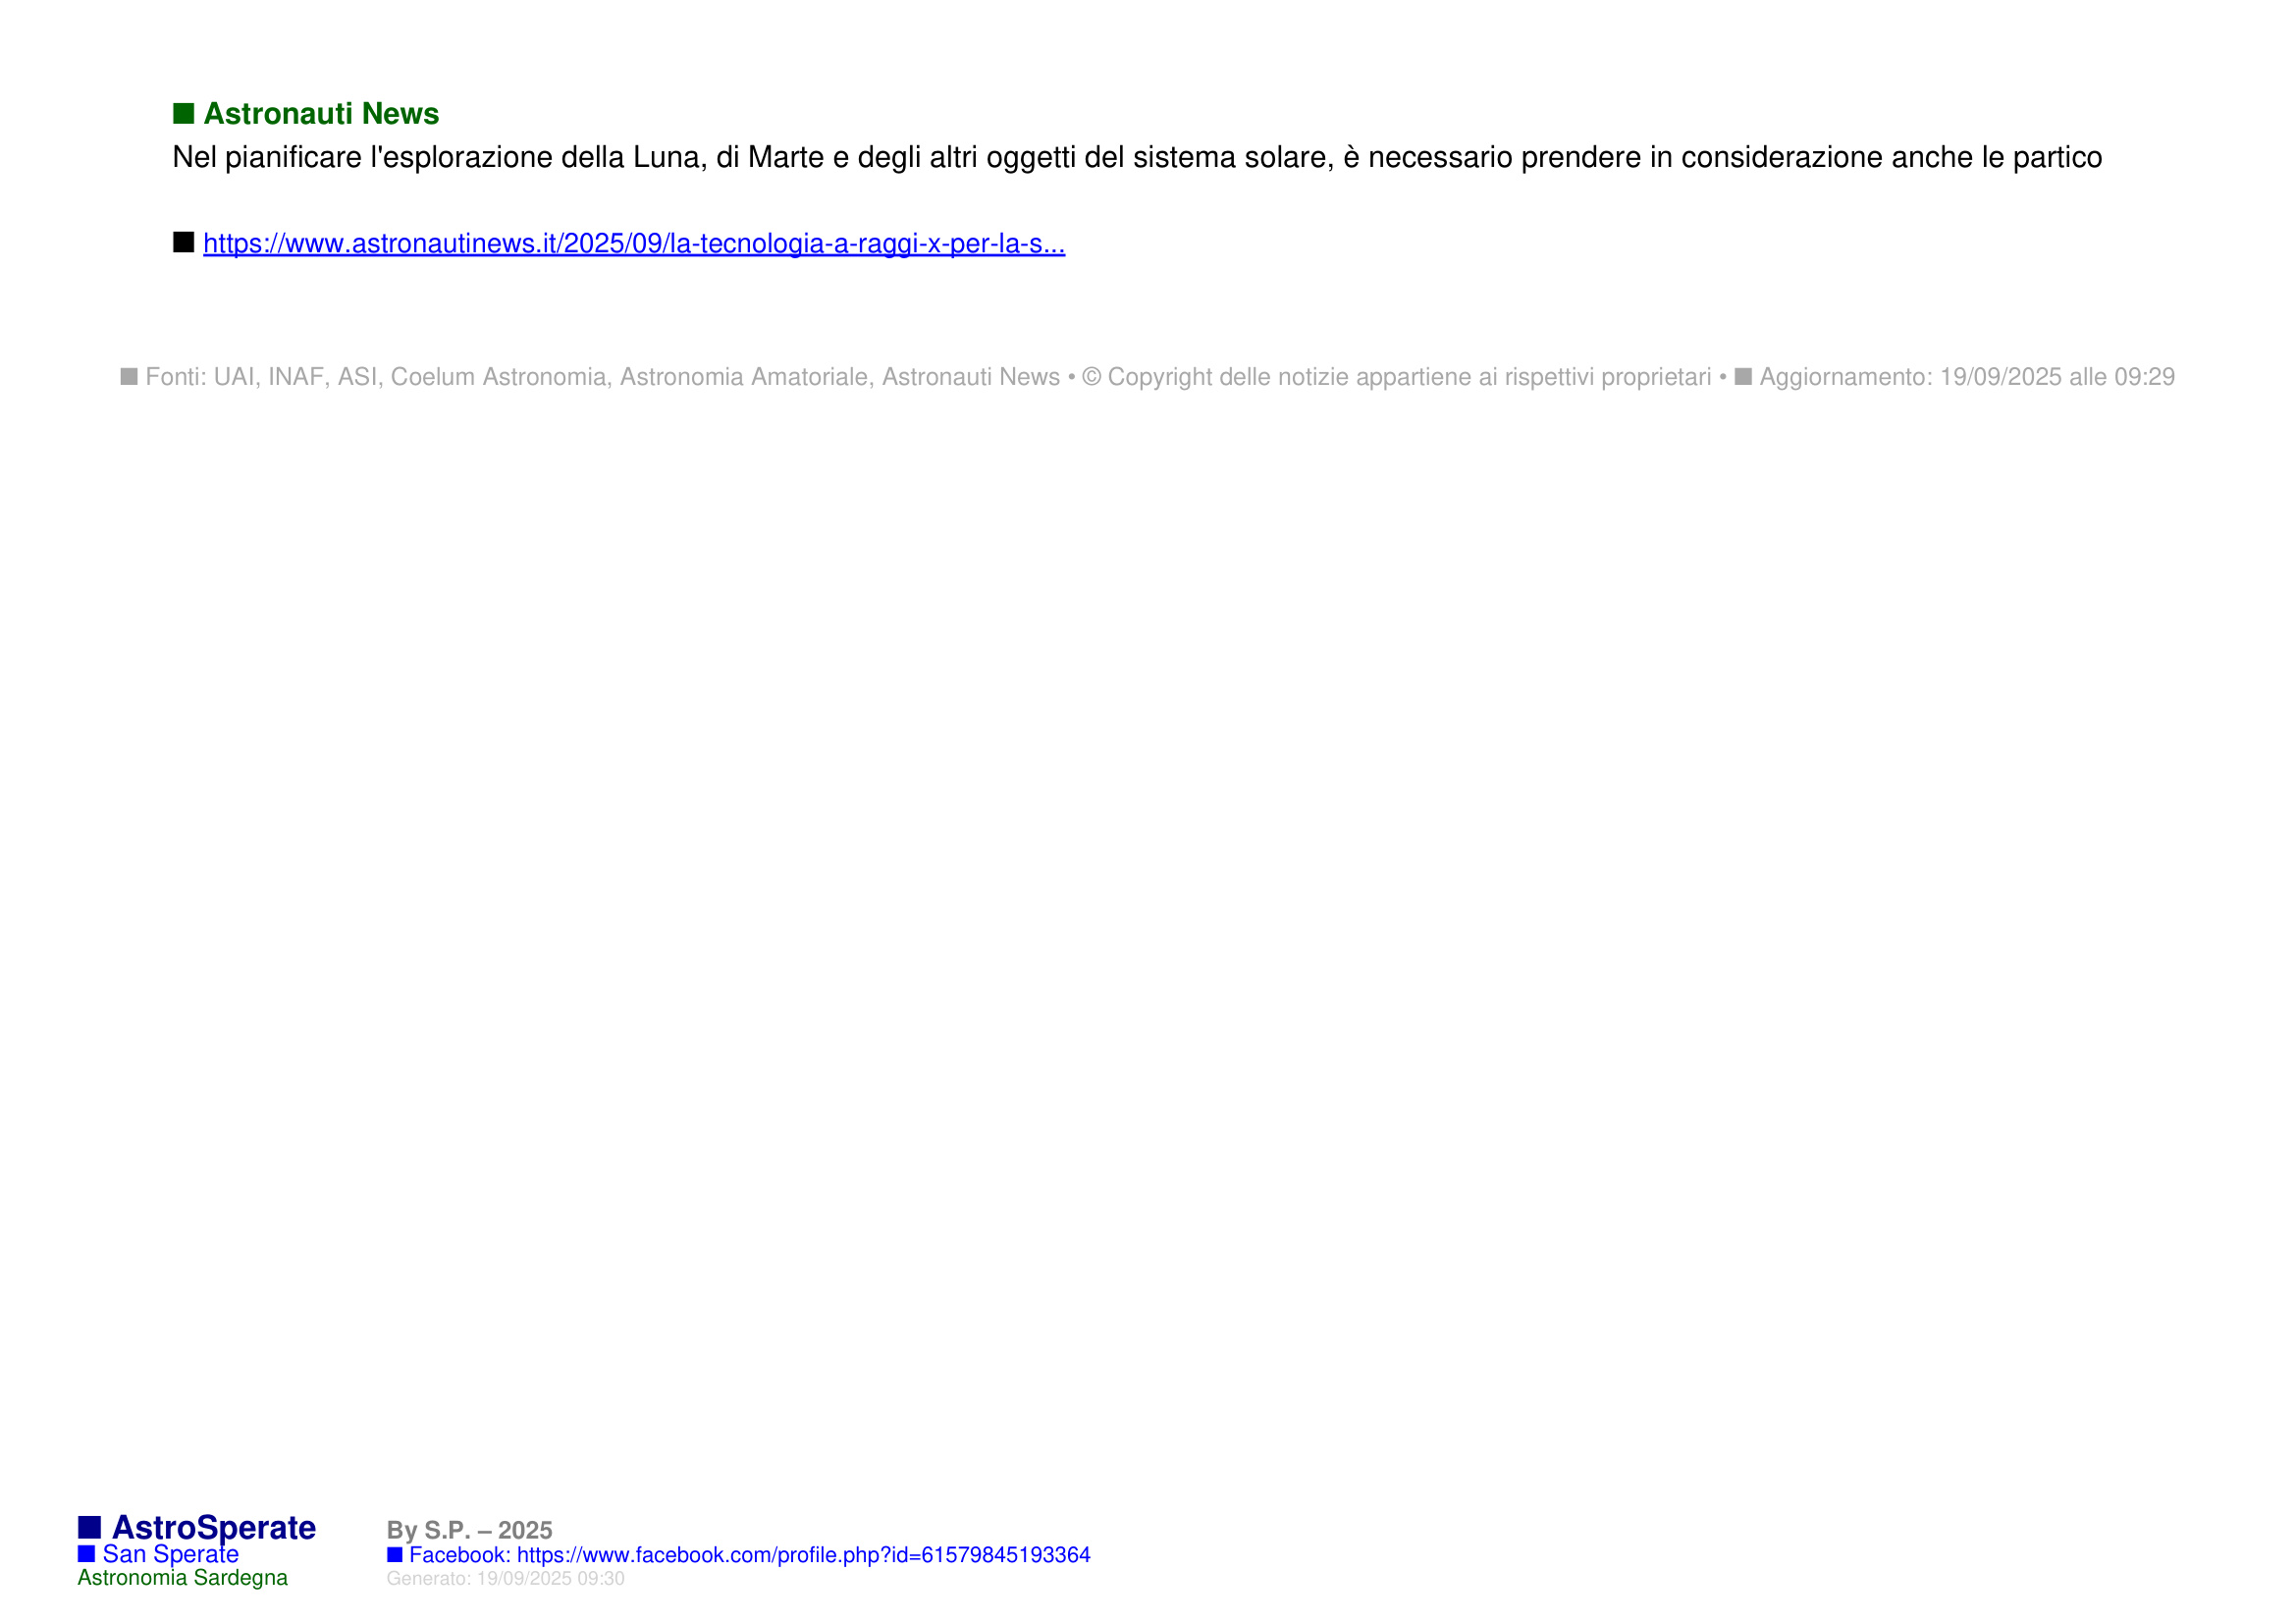 ■ Astronauti News
Nel pianificare l'esplorazione della Luna, di Marte e degli altri oggetti del sistema solare, è necessario prendere in considerazione anche le partico
■ https://www.astronautinews.it/2025/09/la-tecnologia-a-raggi-x-per-la-s...
■ Fonti: UAI, INAF, ASI, Coelum Astronomia, Astronomia Amatoriale, Astronauti News • © Copyright delle notizie appartiene ai rispettivi proprietari • ■ Aggiornamento: 19/09/2025 alle 09:29
■ AstroSperate
■ San Sperate
Astronomia Sardegna
By S.P. – 2025
■ Facebook: https://www.facebook.com/profile.php?id=61579845193364
Generato: 19/09/2025 09:30